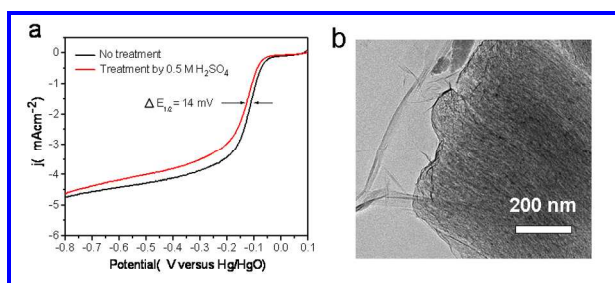 a
No treatment
Treatment by 0.5 M H₂SO₄
Δ E₁/₂ = 14 mV
j( mAcm⁻²)
0
-1
-2
-3
-4
-5
-6
-0.8 -0.7 -0.6 -0.5 -0.4 -0.3 -0.2 -0.1 0.0 0.1
Potential( V versus Hg/HgO)
b
200 nm